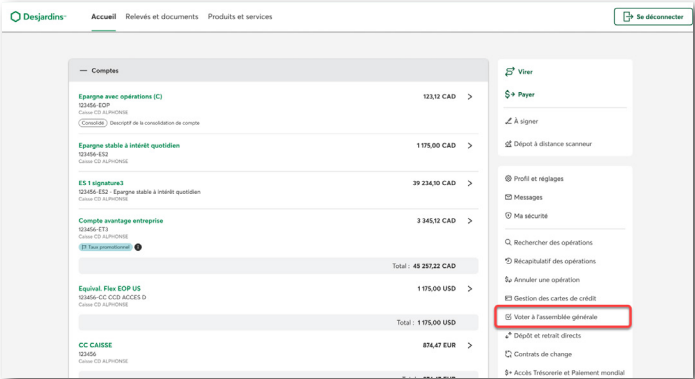 Desjardins
Accueil Relevés et documents Produits et services
Se déconnecter
Comptes
Epargne avec opérations (C) 123,12 CAD
123456-EOP
Caisse CD ALPHONSE
Consolidé Descriptif de la consolidation de compte
Epargne stable à intérêt quotidien 1 175,00 CAD
123456-ES2
Caisse CD ALPHONSE
ES 1 signature3 39 234,10 CAD
123456-ES2 - Epargne stable à intérêt quotidien
Caisse CD ALPHONSE
Compte avantage entreprise 3 345,12 CAD
123456-ET3
Caisse CD ALPHONSE
Taux promotionnel
Total : 45 257,22 CAD
Equival. Flex EOP US 1 175,00 USD
123456-CC CCD ACCES D
Caisse CD ALPHONSE
Total : 1 175,00 USD
CC CAISSE 874,47 EUR
123456
Caisse CD ALPHONSE
Virer
Payer
À signer
Dépôt à distance scanneur
Profil et réglages
Messages
Ma sécurité
Rechercher des opérations
Récapitulatif des opérations
Annuler une opération
Gestion des cartes de crédit
Voter à l'assemblée générale
Dépôt et retrait directs
Contrats de change
Accès Trésorerie et Paiement mondial